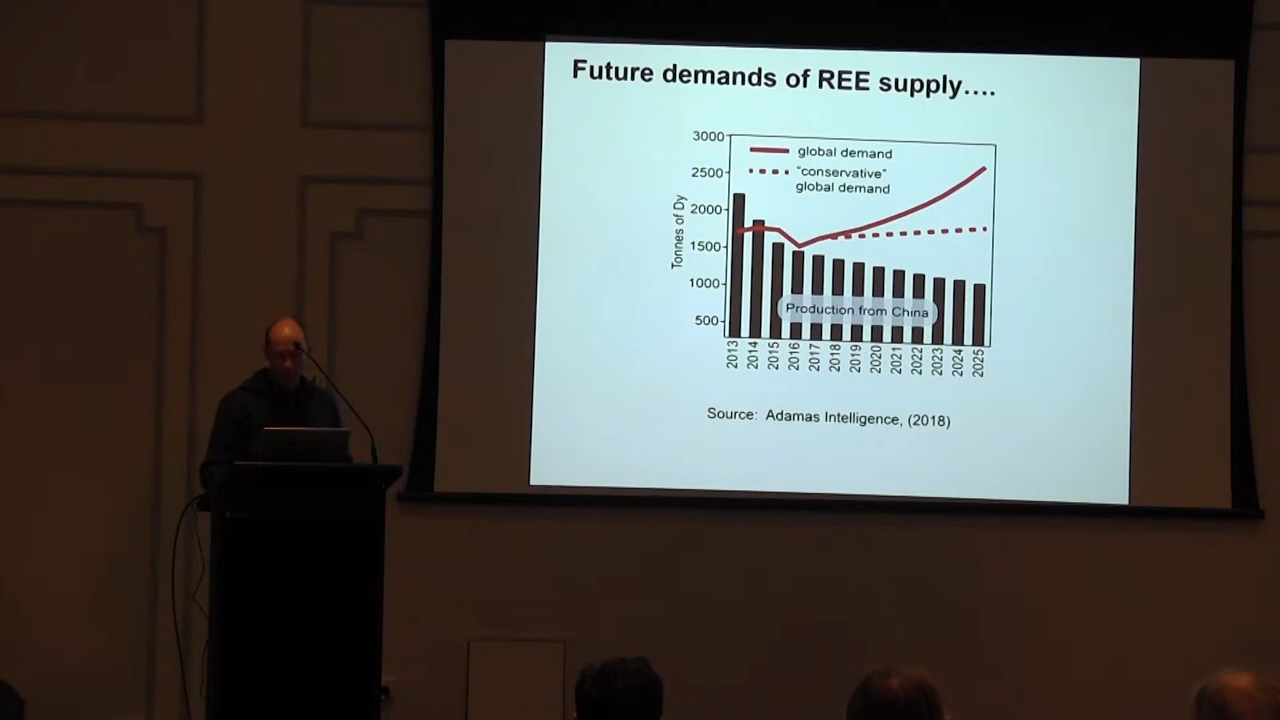 Future demands of REE supply….
3000
2500
2000
1500
1000
500
Tonnes of Dy
global demand
"conservative"
global demand
Production from China
2013
2014
2015
2016
2017
2018
2019
2020
2021
2022
2023
2024
2025
Source: Adamas Intelligence, (2018)